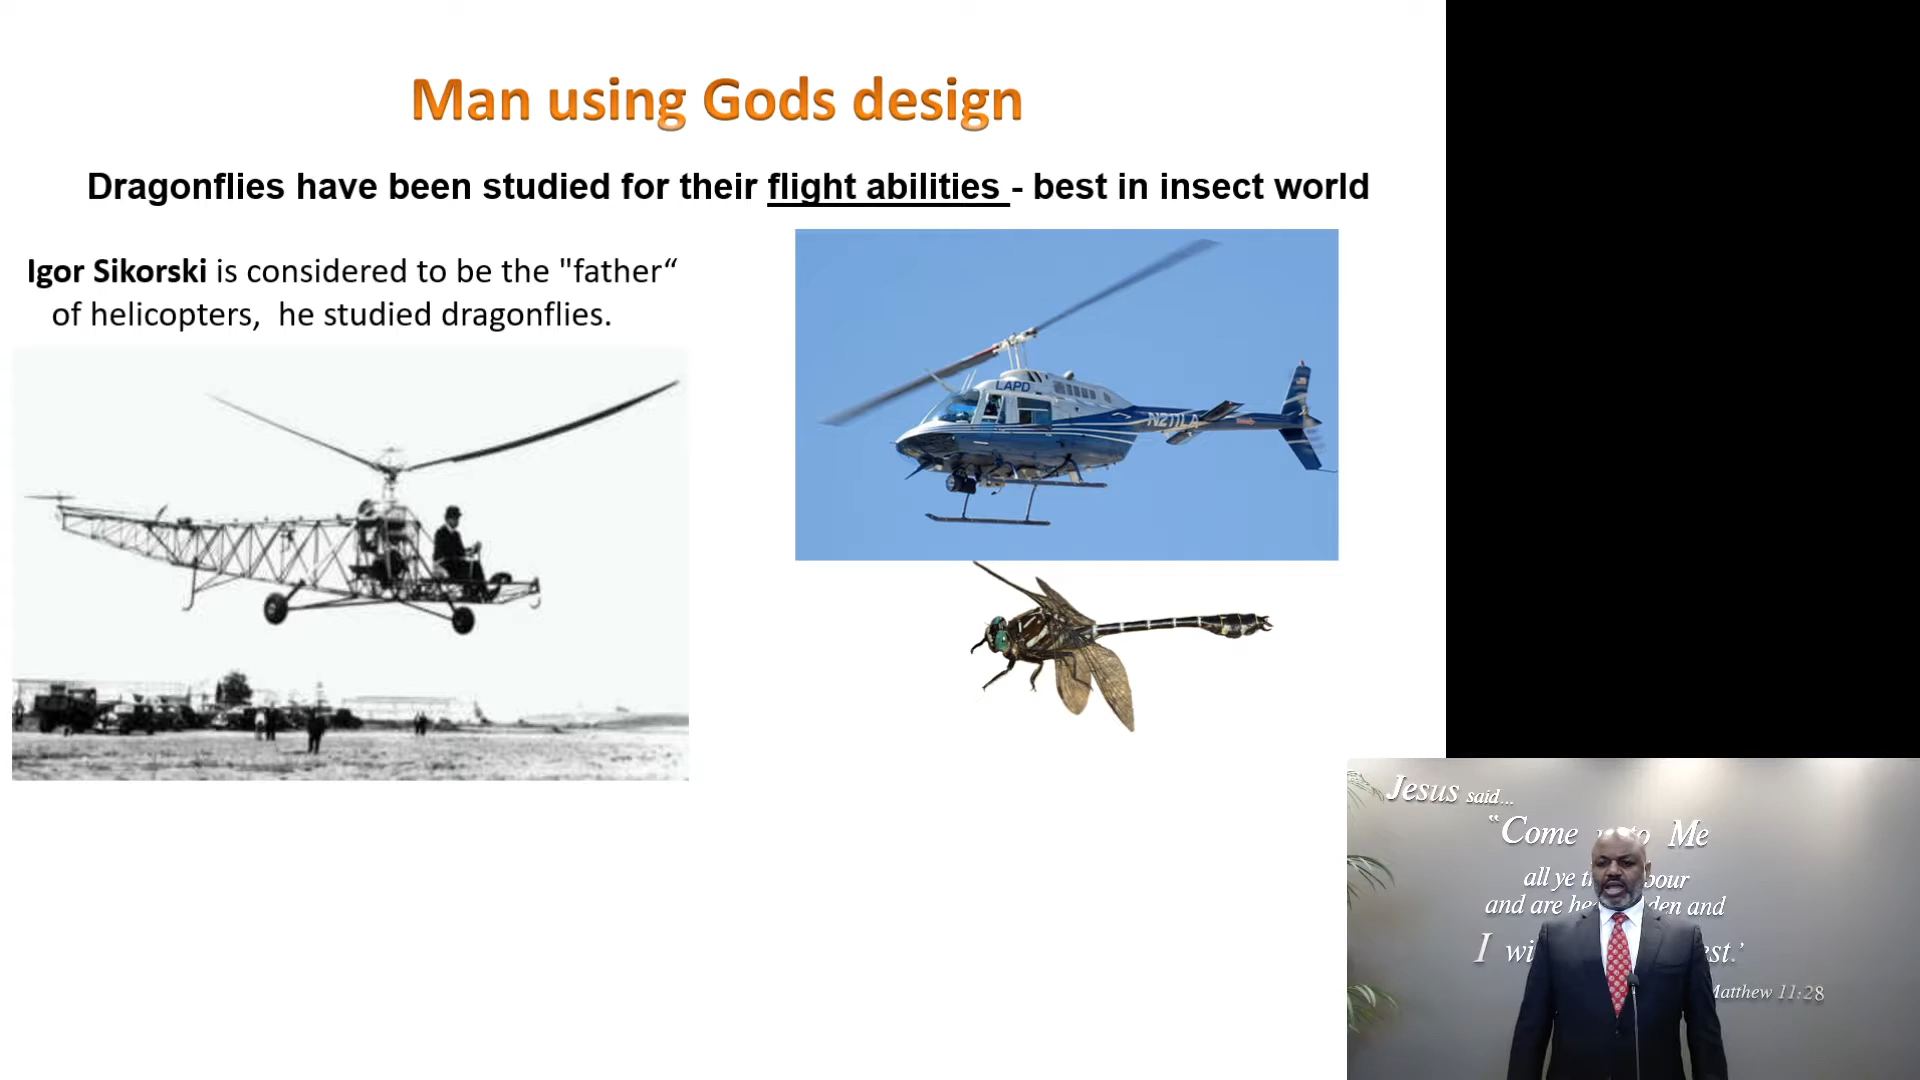 Man using Gods design
Dragonflies have been studied for their flight abilities - best in insect world
Igor Sikorski is considered to be the "father“
of helicopters, he studied dragonflies.
LAPD
N211LA
Jesus said...
"Come Me
all ye
and are and
I
Matthew 11:28